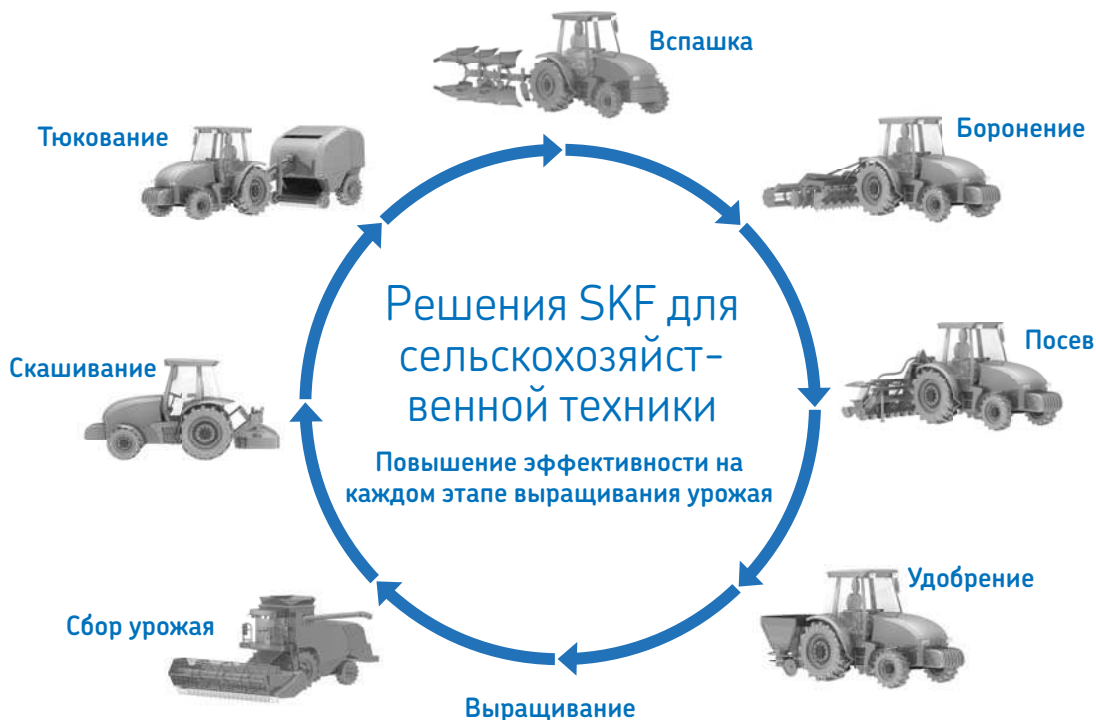 Вспашка
Тюкование
Боронение
Решения SKF для
сельскохозяйст-
венной техники
Повышение эффективности на
каждом этапе выращивания урожая
Скашивание
Посев
Удобрение
Сбор урожая
Выращивание